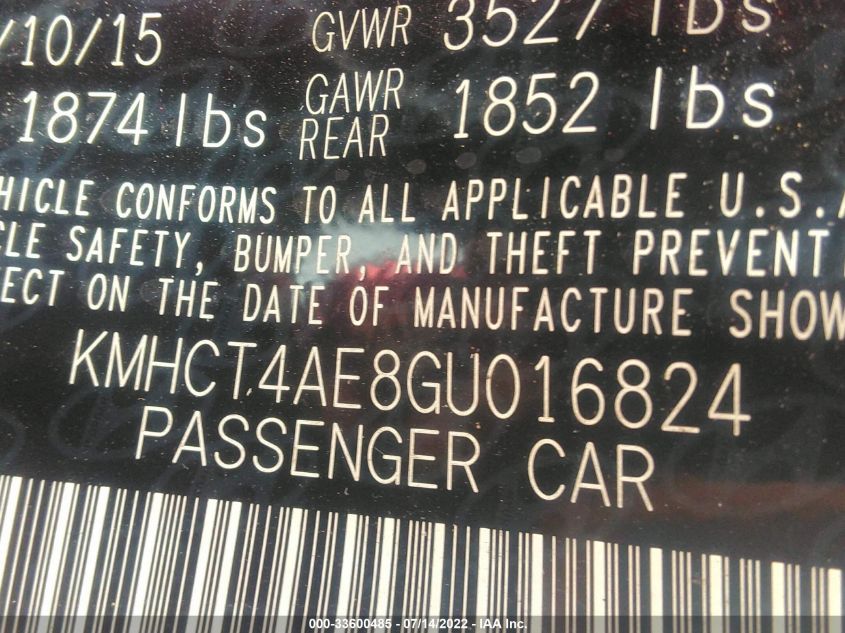 /10/15 GVWR 3527 lbs
1874 lbs GAWR REAR 1852 lbs
HICLE CONFORMS TO ALL APPLICABLE U.S.A
CLE SAFETY, BUMPER, AND THEFT PREVENTI
ECT ON THE DATE OF MANUFACTURE SHOW
KMHCT4AE8GU016824
PASSENGER CAR
000-33600485 - 07/14/2022 - IAA Inc.